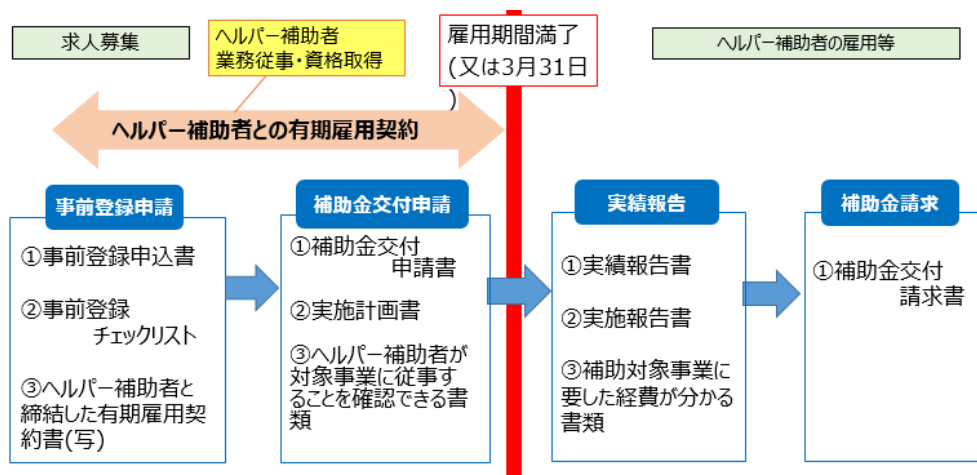 求人募集
ヘルパー補助者
業務従事・資格取得
雇用期間満了
(又は3月31日
)
ヘルパー補助者の雇用等
ヘルパー補助者との有期雇用契約
事前登録申請
①事前登録申込書
②事前登録
チェックリスト
③ヘルパー補助者と
締結した有期雇用契
約書(写)
補助金交付申請
①補助金交付
申請書
②実施計画書
③ヘルパー補助者が
対象事業に従事す
ることを確認できる書
類
実績報告
①実績報告書
②実施報告書
③補助対象事業に
要した経費が分かる
書類
補助金請求
①補助金交付
請求書